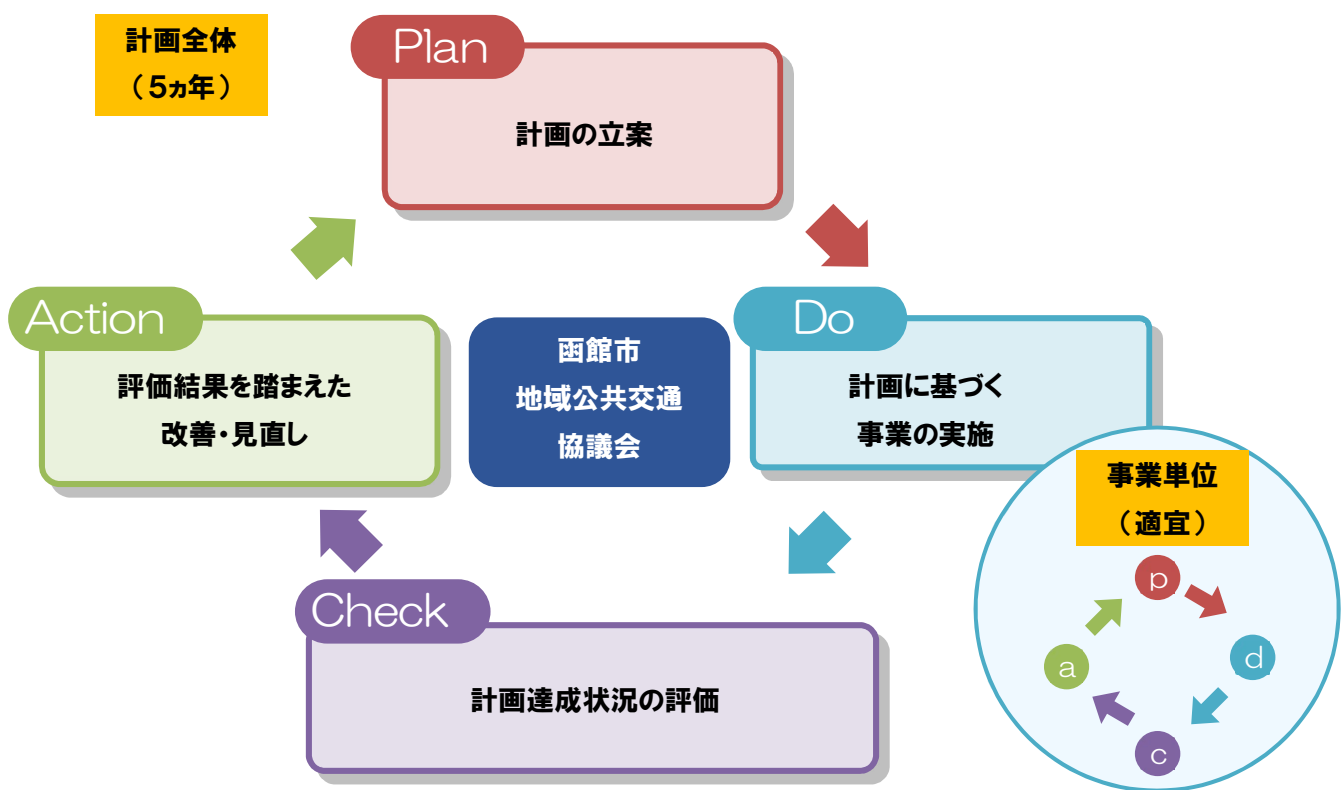 計画全体
（5ヵ年）
Plan
計画の立案
Action
評価結果を踏まえた
改善・見直し
函館市
地域公共交通
協議会
Do
計画に基づく
事業の実施
事業単位
（適宜）
p
d
c
a
Check
計画達成状況の評価